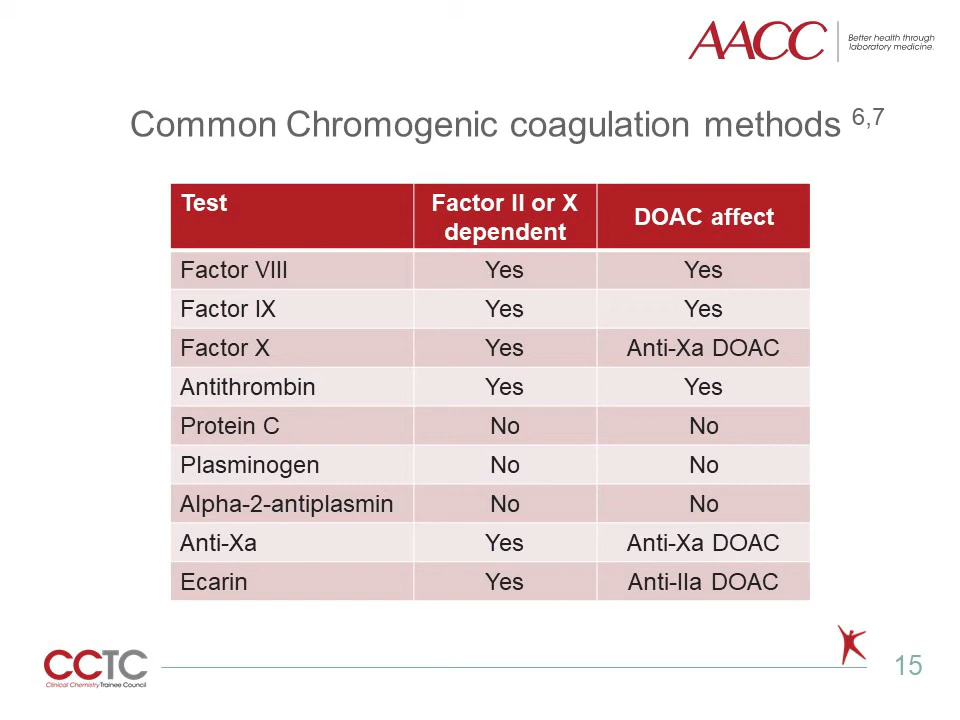 AACC
Better health through
laboratory medicine.
Common Chromogenic coagulation methods 6,7
Test Factor II or X dependent DOAC affect
Factor VIII Yes Yes
Factor IX Yes Yes
Factor X Yes Anti-Xa DOAC
Antithrombin Yes Yes
Protein C No No
Plasminogen No No
Alpha-2-antiplasmin No No
Anti-Xa Yes Anti-Xa DOAC
Ecarin Yes Anti-IIa DOAC
CCTC
Clinical Chemistry Trainee Council
15